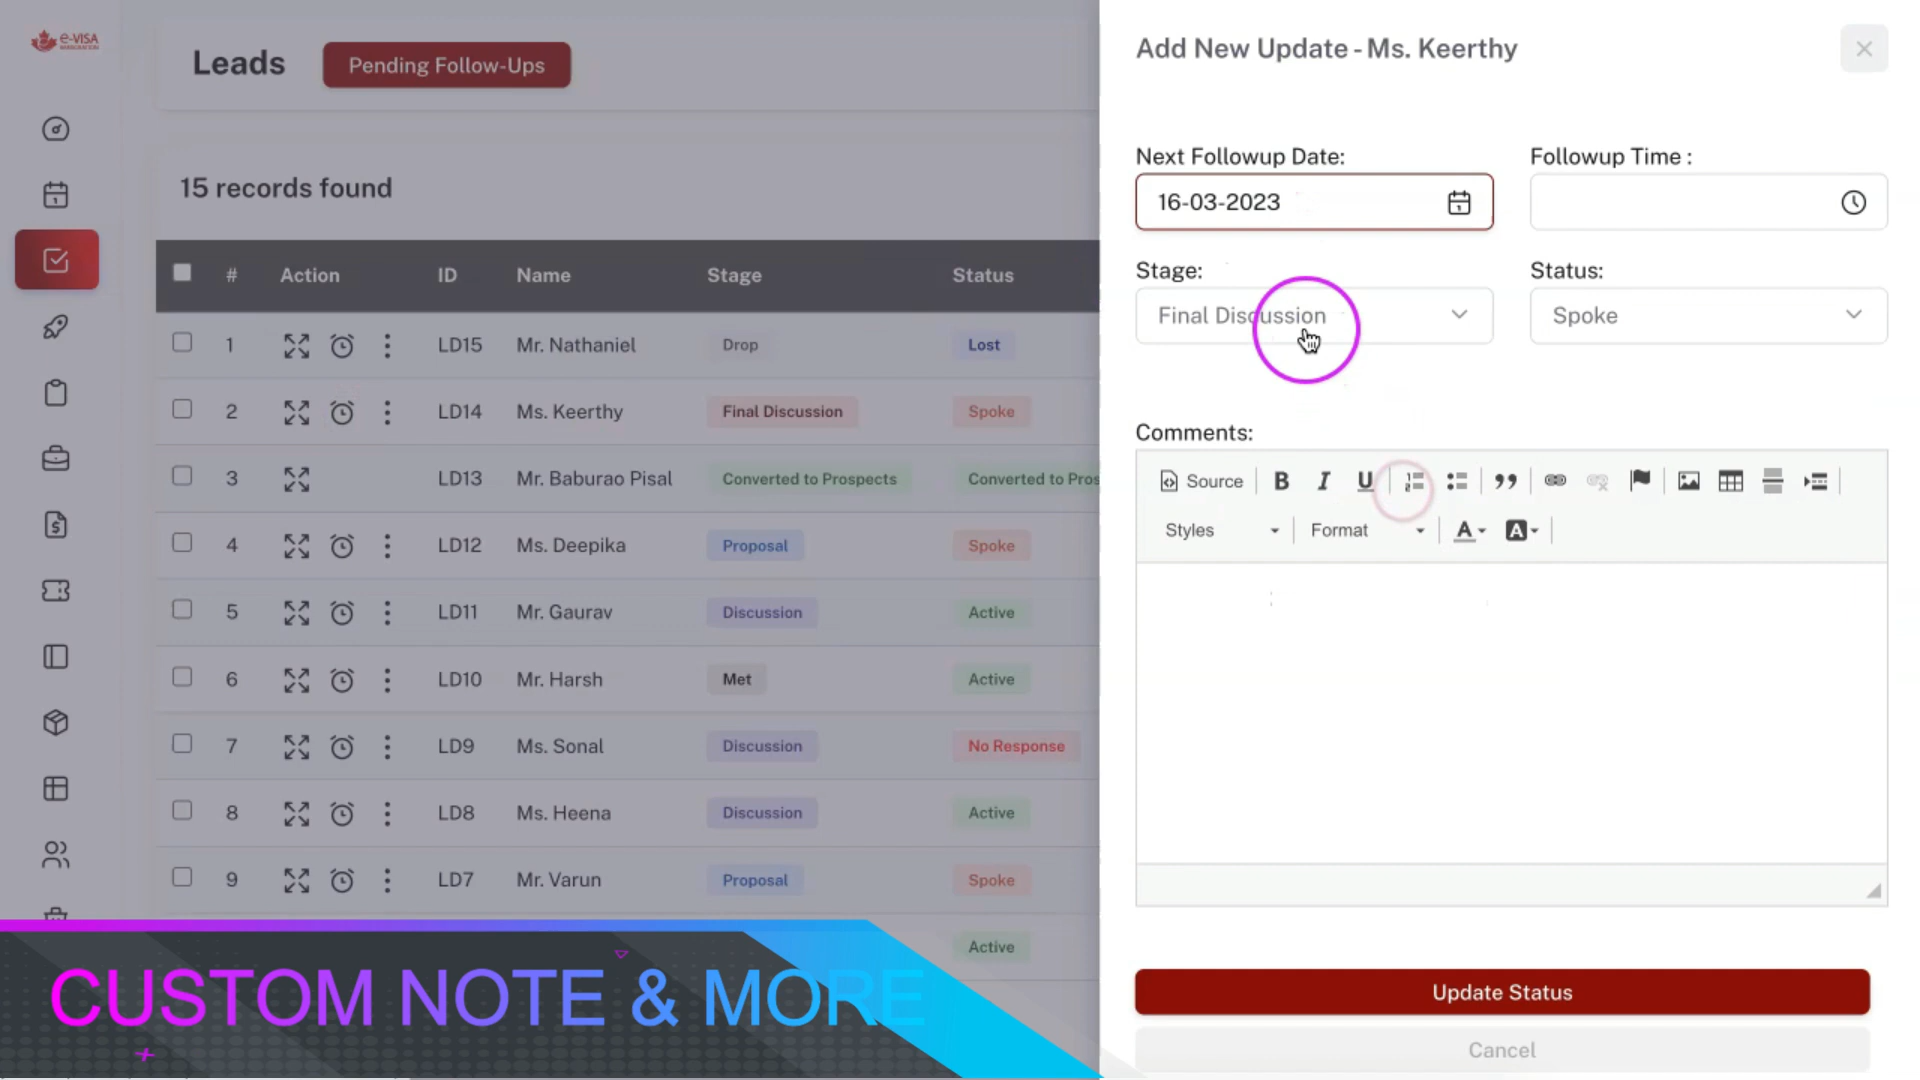 e-VISA
IMMIGRATION
Leads
Pending Follow-Ups
15 records found
# Action ID Name Stage Status
1 LD15 Mr. Nathaniel Drop Lost
2 LD14 Ms. Keerthy Final Discussion Spoke
3 LD13 Mr. Baburao Pisal Converted to Prospects Converted to Pros
4 LD12 Ms. Deepika Proposal Spoke
5 LD11 Mr. Gaurav Discussion Active
6 LD10 Mr. Harsh Met Active
7 LD9 Ms. Sonal Discussion No Response
8 LD8 Ms. Heena Discussion Active
9 LD7 Mr. Varun Proposal Spoke
Active
CUSTOM NOTE & MORE
Add New Update - Ms. Keerthy
Next Followup Date: Followup Time :
16-03-2023
Stage: Status:
Final Discussion Spoke
Comments:
Source B I U
Styles Format A A
Update Status
Cancel